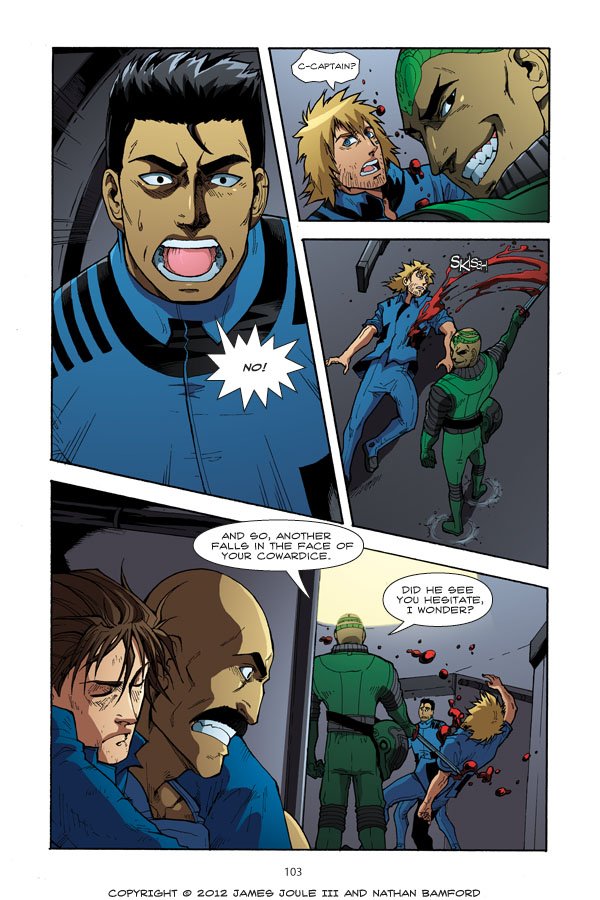 NO!
C-CAPTAIN?
SKISSH
AND SO, ANOTHER
FALLS IN THE FACE OF
YOUR COWARDICE.
DID HE SEE
YOU HESITATE,
I WONDER?
103
COPYRIGHT © 2012 JAMES JOULE III AND NATHAN BAMFORD